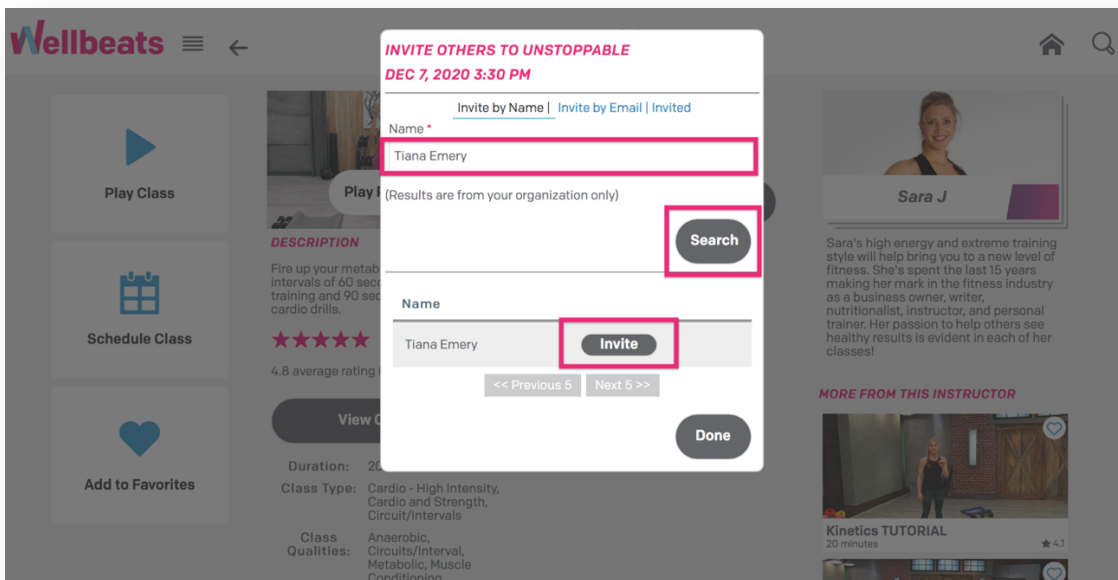 Wellbeats
INVITE OTHERS TO UNSTOPPABLE
DEC 7, 2020 3:30 PM
Invite by Name | Invite by Email | Invited
Name *
Tiana Emery
(Results are from your organization only)
Search
Name
Tiana Emery
Invite
<< Previous 5
Next 5 >>
Done
Play Class
Schedule Class
Add to Favorites
Play
DESCRIPTION
Fire up your metab
intervals of 60 seco
training and 90 sec
cardio drills.
4.8 average rating
View
Duration: 20
Class Type: Cardio - High Intensity,
Cardio and Strength,
Circuit/Intervals
Class
Qualities:
Anaerobic,
Circuits/Interval,
Metabolic, Muscle
Conditioning
Sara J
Sara's high energy and extreme training
style will help bring you to a new level of
fitness. She's spent the last 15 years
making her mark in the fitness industry
as a business owner, writer,
nutritionalist, instructor, and personal
trainer. Her passion to help others see
healthy results is evident in each of her
classes!
MORE FROM THIS INSTRUCTOR
Kinetics TUTORIAL
20 minutes
4.1